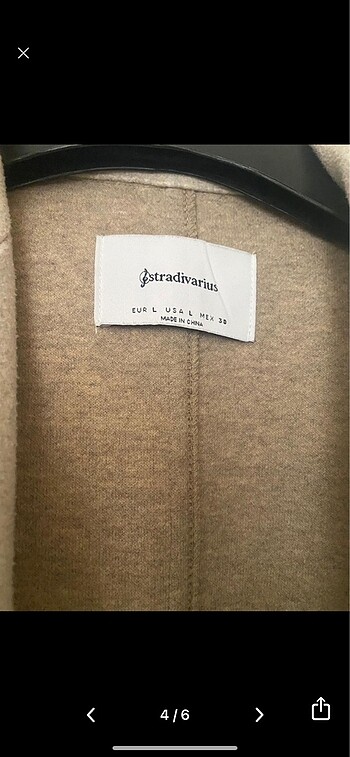 stradivarius
EUR L USA L MEX 30
MADE IN CHINA
4/6